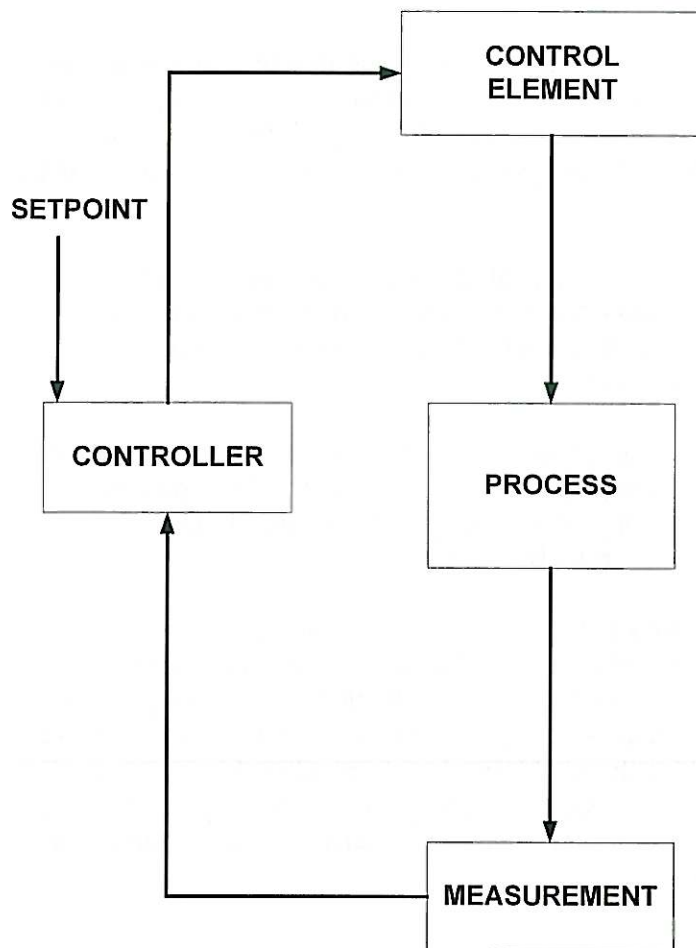 CONTROL
ELEMENT
SETPOINT
CONTROLLER
PROCESS
MEASUREMENT